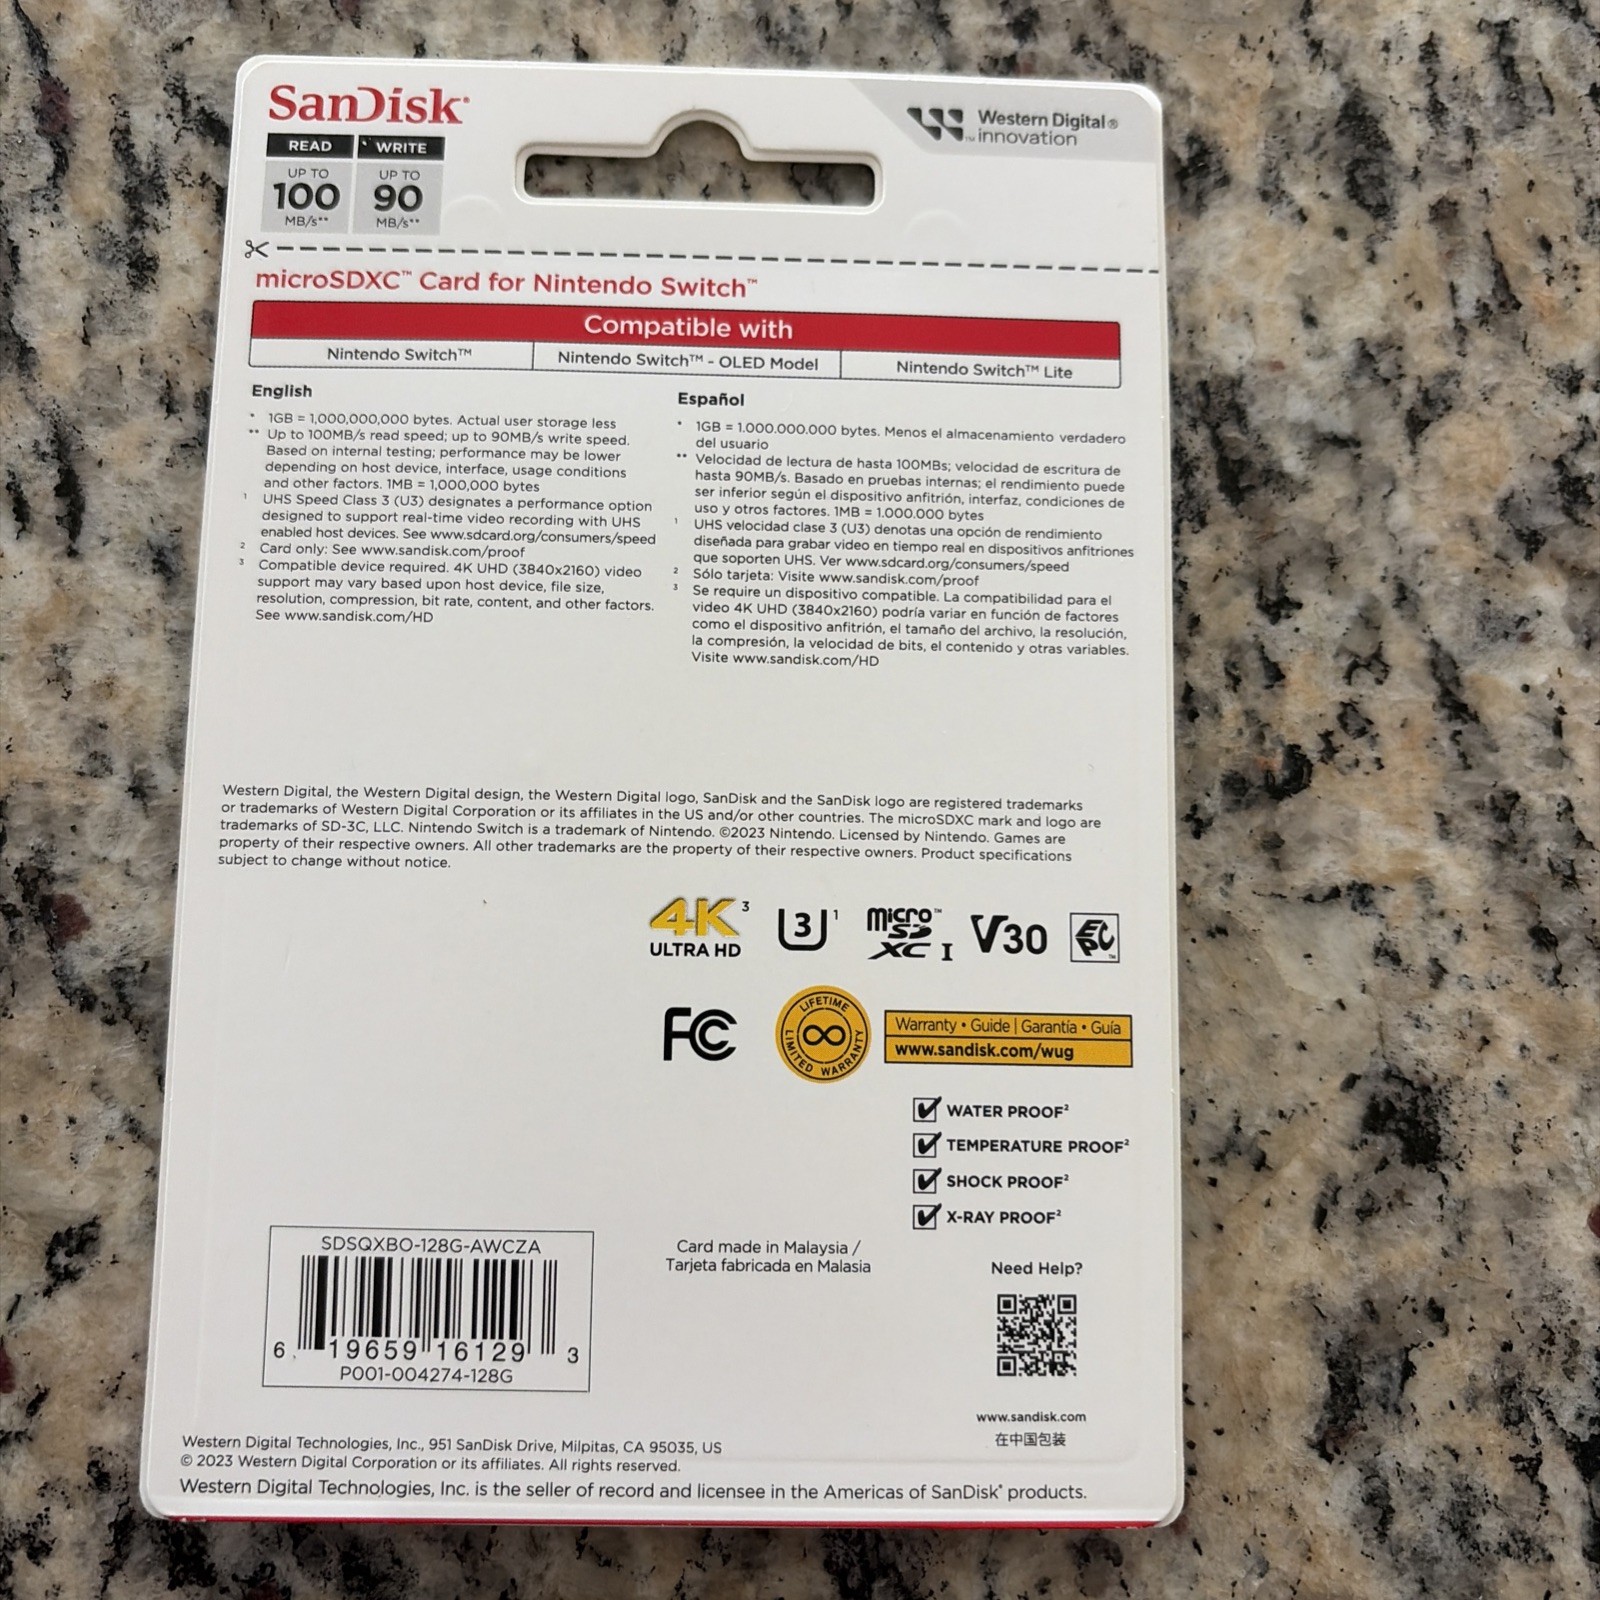 SanDisk®
READ WRITE
UP TO 100 MB/s** UP TO 90 MB/s**
Western Digital®
™ innovation
microSDXC™ Card for Nintendo Switch™
Compatible with
Nintendo Switch™ Nintendo Switch™ - OLED Model Nintendo Switch™ Lite
English
* 1GB = 1,000,000,000 bytes. Actual user storage less
** Up to 100MB/s read speed; up to 90MB/s write speed.
Based on internal testing; performance may be lower
depending on host device, interface, usage conditions
and other factors. 1MB = 1,000,000 bytes
1 UHS Speed Class 3 (U3) designates a performance option
designed to support real-time video recording with UHS
enabled host devices. See www.sdcard.org/consumers/speed
2 Card only: See www.sandisk.com/proof
3 Compatible device required. 4K UHD (3840x2160) video
support may vary based upon host device, file size,
resolution, compression, bit rate, content, and other factors.
See www.sandisk.com/HD
Español
* 1GB = 1.000.000.000 bytes. Menos el almacenamiento verdadero
del usuario
** Velocidad de lectura de hasta 100MBs; velocidad de escritura de
hasta 90MB/s. Basado en pruebas internas; el rendimiento puede
ser inferior según el dispositivo anfitrión, interfaz, condiciones de
uso y otros factores. 1MB = 1.000.000 bytes
1 UHS velocidad clase 3 (U3) denotas una opción de rendimiento
diseñada para grabar video en tiempo real en dispositivos anfitriones
que soporten UHS. Ver www.sdcard.org/consumers/speed
2 Sólo tarjeta: Visite www.sandisk.com/proof
3 Se require un dispositivo compatible. La compatibilidad para el
video 4K UHD (3840x2160) podría variar en función de factores
como el dispositivo anfitrión, el tamaño del archivo, la resolución,
la compresión, la velocidad de bits, el contenido y otras variables.
Visite www.sandisk.com/HD
Western Digital, the Western Digital design, the Western Digital logo, SanDisk and the SanDisk logo are registered trademarks
or trademarks of Western Digital Corporation or its affiliates in the US and/or other countries. The microSDXC mark and logo are
trademarks of SD-3C, LLC. Nintendo Switch is a trademark of Nintendo. ©2023 Nintendo. Licensed by Nintendo. Games are
property of their respective owners. All other trademarks are the property of their respective owners. Product specifications
subject to change without notice.
4K3 ULTRA HD
3 1
micro™ SD XC I
V30
EPC™
FC
LIFETIME LIMITED WARRANTY
Warranty • Guide | Garantía • Guía
www.sandisk.com/wug
WATER PROOF2
TEMPERATURE PROOF2
SHOCK PROOF2
X-RAY PROOF2
SDSQXBO-128G-AWCZA
6 19659 16129 3
P001-004274-128G
Card made in Malaysia /
Tarjeta fabricada en Malasia
Need Help?
www.sandisk.com
在中国包装
Western Digital Technologies, Inc., 951 SanDisk Drive, Milpitas, CA 95035, US
© 2023 Western Digital Corporation or its affiliates. All rights reserved.
Western Digital Technologies, Inc. is the seller of record and licensee in the Americas of SanDisk® products.